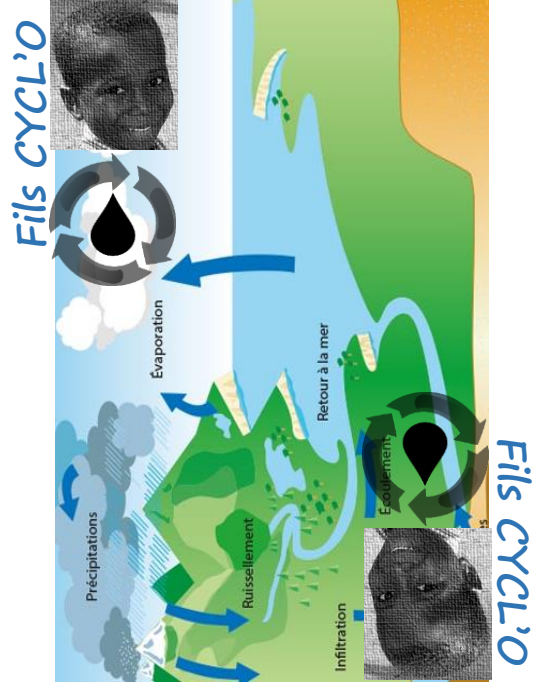 Fils CYCL'O
Précipitations
Évaporation
Ruissellement
Retour à la mer
Infiltration
Écoulement
Fils CYCL'O